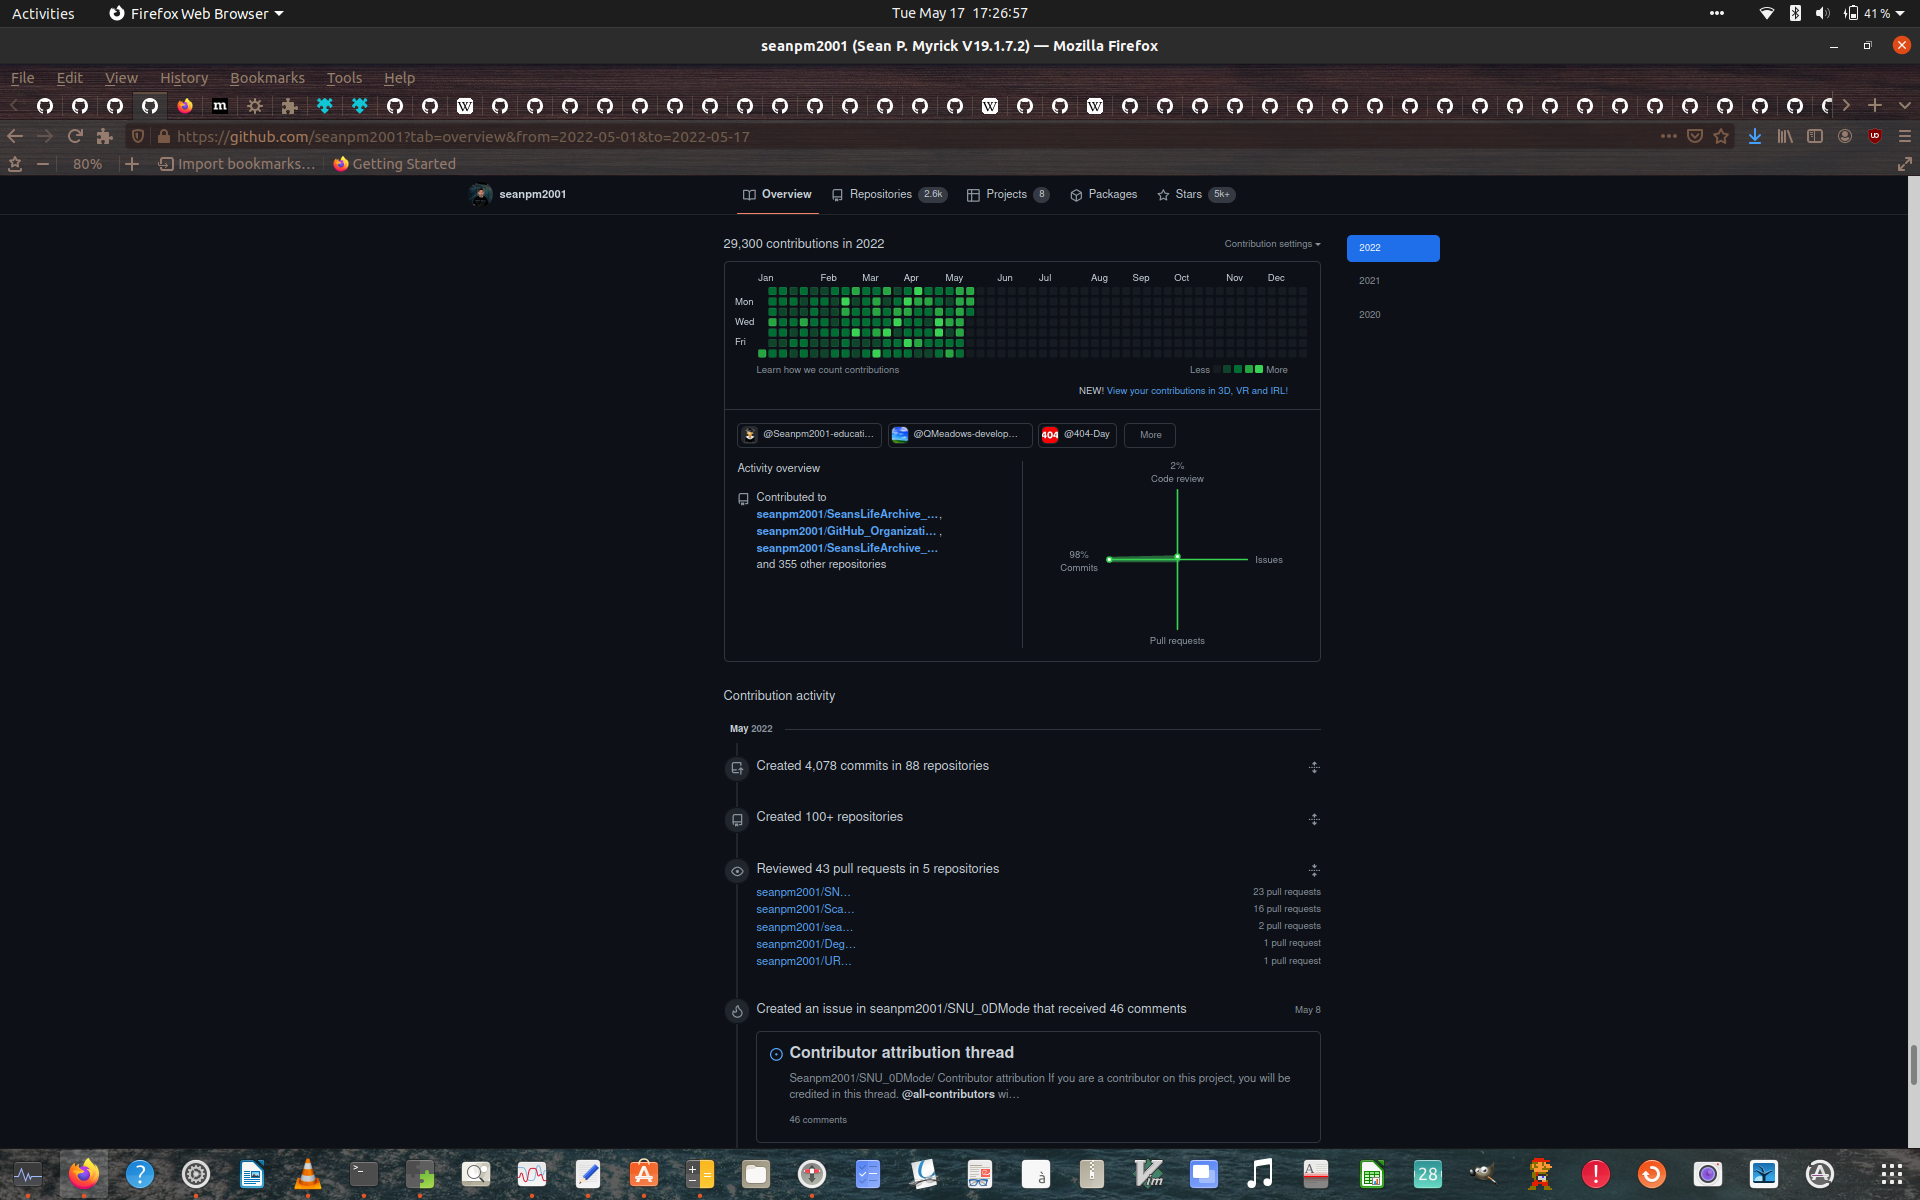 Activities
Firefox Web Browser
Tue May 17 17:26:57
41 %
seanpm2001 (Sean P. Myrick V19.1.7.2) — Mozilla Firefox
File Edit View History Bookmarks Tools Help
https://github.com/seanpm2001?tab=overview&from=2022-05-01&to=2022-05-17
80%
Import bookmarks...
Getting Started
seanpm2001
Overview
Repositories 2.6k
Projects 8
Packages
Stars 5k+
29,300 contributions in 2022
Contribution settings
2022
2021
2020
Jan Feb Mar Apr May Jun Jul Aug Sep Oct Nov Dec
Mon
Wed
Fri
Learn how we count contributions
Less
More
NEW! View your contributions in 3D, VR and IRL!
@Seanpm2001-educati...
@QMeadows-develop...
404 @404-Day
More
Activity overview
Contributed to
seanpm2001/SeansLifeArchive_...,
seanpm2001/GitHub_Organizati... ,
seanpm2001/SeansLifeArchive_...
and 355 other repositories
2%
Code review
98%
Commits
Issues
Pull requests
Contribution activity
May 2022
Created 4,078 commits in 88 repositories
Created 100+ repositories
Reviewed 43 pull requests in 5 repositories
seanpm2001/SN... 23 pull requests
seanpm2001/Sca... 16 pull requests
seanpm2001/sea... 2 pull requests
seanpm2001/Deg... 1 pull request
seanpm2001/UR... 1 pull request
Created an issue in seanpm2001/SNU_0DMode that received 46 comments
May 8
Contributor attribution thread
Seanpm2001/SNU_0DMode/ Contributor attribution If you are a contributor on this project, you will be
credited in this thread. @all-contributors wi...
46 comments
28